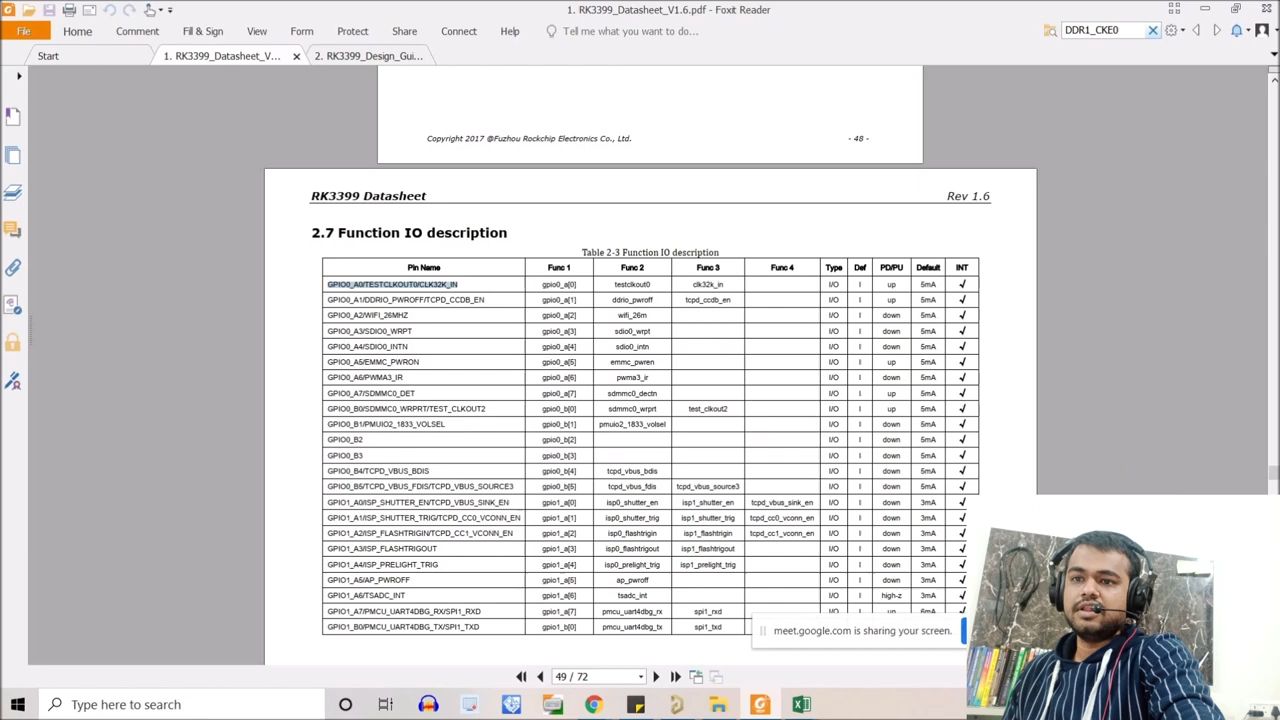 1. RK3399_Datasheet_V1.6.pdf - Foxit Reader
File Home Comment Fill & Sign View Form Protect Share Connect Help Tell me what you want to do... DDR1_CKE0
Start 1. RK3399_Datasheet_V... 2. RK3399_Design_Gui...
Copyright 2017 @Fuzhou Rockchip Electronics Co., Ltd. - 48 -
RK3399 Datasheet Rev 1.6
2.7 Function IO description
Table 2-3 Function IO description
Pin Name Func 1 Func 2 Func 3 Func 4 Type Def PD/PU Default INT
GPIO0_A0/TESTCLKOUT0/CLK32K_IN gpio0_a[0] testclkout0 clk32k_in I/O I up 5mA √
GPIO0_A1/DDRIO_PWROFF/TCPD_CCDB_EN gpio0_a[1] ddrio_pwroff tcpd_ccdb_en I/O I up 5mA √
GPIO0_A2/WIFI_26MHZ gpio0_a[2] wifi_26m I/O I down 5mA √
GPIO0_A3/SDIO0_WRPT gpio0_a[3] sdio0_wrpt I/O I down 5mA √
GPIO0_A4/SDIO0_INTN gpio0_a[4] sdio0_intn I/O I down 5mA √
GPIO0_A5/EMMC_PWRON gpio0_a[5] emmc_pwren I/O I up 5mA √
GPIO0_A6/PWMA3_IR gpio0_a[6] pwma3_ir I/O I down 5mA √
GPIO0_A7/SDMMC0_DET gpio0_a[7] sdmmc0_dectn I/O I up 5mA √
GPIO0_B0/SDMMC0_WRPRT/TEST_CLKOUT2 gpio0_b[0] sdmmc0_wrprt test_clkout2 I/O I up 5mA √
GPIO0_B1/PMUIO2_1833_VOLSEL gpio0_b[1] pmuio2_1833_volsel I/O I down 5mA √
GPIO0_B2 gpio0_b[2] I/O I down 5mA √
GPIO0_B3 gpio0_b[3] I/O I down 5mA √
GPIO0_B4/TCPD_VBUS_BDIS gpio0_b[4] tcpd_vbus_bdis I/O I down 5mA √
GPIO0_B5/TCPD_VBUS_FDIS/TCPD_VBUS_SOURCE3 gpio0_b[5] tcpd_vbus_fdis tcpd_vbus_source3 I/O I down 5mA √
GPIO1_A0/ISP_SHUTTER_EN/TCPD_VBUS_SINK_EN gpio1_a[0] isp0_shutter_en isp1_shutter_en tcpd_vbus_sink_en I/O I down 3mA √
GPIO1_A1/ISP_SHUTTER_TRIG/TCPD_CC0_VCONN_EN gpio1_a[1] isp0_shutter_trig isp1_shutter_trig tcpd_cc0_vconn_en I/O I down 3mA √
GPIO1_A2/ISP_FLASHTRIGIN/TCPD_CC1_VCONN_EN gpio1_a[2] isp0_flashtrigin isp1_flashtrigin tcpd_cc1_vconn_en I/O I down 3mA √
GPIO1_A3/ISP_FLASHTRIGOUT gpio1_a[3] isp0_flashtrigout isp1_flashtrigout I/O I down 3mA √
GPIO1_A4/ISP_PRELIGHT_TRIG gpio1_a[4] isp0_prelight_trig isp1_prelight_trig I/O I down 3mA √
GPIO1_A5/AP_PWROFF gpio1_a[5] ap_pwroff I/O I down 3mA √
GPIO1_A6/TSADC_INT gpio1_a[6] tsadc_int I/O I high-z 3mA √
GPIO1_A7/PMCU_UART4DBG_RX/SPI1_RXD gpio1_a[7] pmcu_uart4dbg_rx spi1_rxd I/O I up √
GPIO1_B0/PMCU_UART4DBG_TX/SPI1_TXD gpio1_b[0] pmcu_uart4dbg_tx spi1_txd
meet.google.com is sharing your screen.
49 / 72
Type here to search